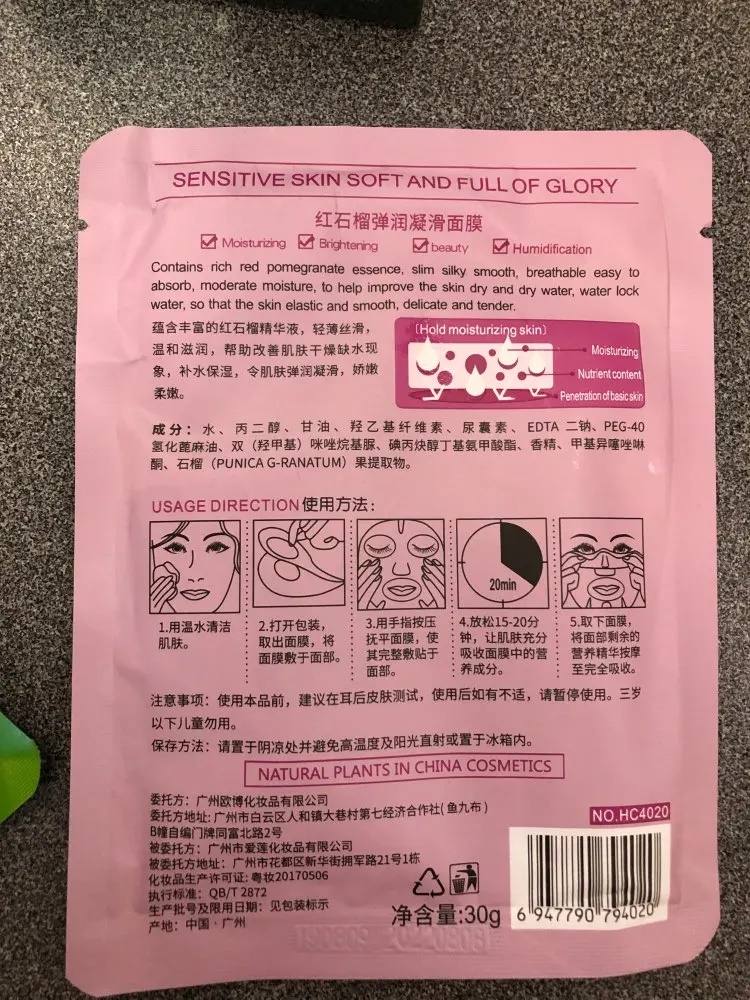 SENSITIVE SKIN SOFT AND FULL OF GLORY
红石榴弹润凝滑面膜
Moisturizing Brightening beauty Humidification
Contains rich red pomegranate essence, slim silky smooth, breathable easy to
absorb, moderate moisture, to help improve the skin dry and dry water, water lock
water, so that the skin elastic and smooth, delicate and tender.
蕴含丰富的红石榴精华液，轻薄丝滑，
温和滋润，帮助改善肌肤干燥缺水现
象，补水保湿，令肌肤弹润凝滑，娇嫩
柔嫩。
(Hold moisturizing skin)
Moisturizing
Nutrient content
Penetration of basic skin
成分：水、丙二醇、甘油、羟乙基纤维素、尿囊素、EDTA 二钠、PEG-40
氢化蓖麻油、双（羟甲基）咪唑烷基脲、碘丙炔醇丁基氨甲酸酯、香精、甲基异噻唑啉
酮、石榴（PUNICA G-RANATUM）果提取物。
USAGE DIRECTION 使用方法：
20min
1.用温水清洁
肌肤。
2.打开包装，
取出面膜，将
面膜敷于面部。
3.用手指按压
抚平面膜，使
其完整敷贴于
面部。
4.放松15-20分
钟，让肌肤充分
吸收面膜中的营
养成分。
5.取下面膜，
将面部剩余的
营养精华按摩
至完全吸收。
注意事项：使用本品前，建议在耳后皮肤测试，使用后如有不适，请暂停使用。三岁
以下儿童勿用。
保存方法：请置于阴凉处并避免高温度及阳光直射或置于冰箱内。
NATURAL PLANTS IN CHINA COSMETICS
委托方：广州欧博化妆品有限公司
委托方地址：广州市白云区人和镇大巷村第七经济合作社(鱼九布)
B幢自编门牌同富北路2号
被委托方：广州市爱莲化妆品有限公司
被委托方地址：广州市花都区新华街拥军路21号1栋
化妆品生产许可证：粤妆20170506
执行标准：QB/T 2872
生产批号及限用日期：见包装标示
产地：中国·广州
净含量:30g
NO.HC4020
6 947790 794020